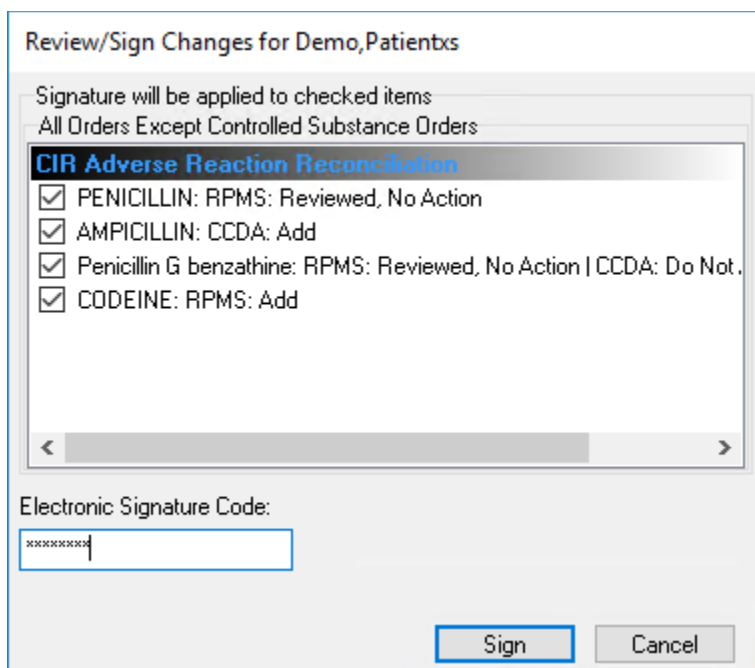 Review/Sign Changes for Demo,Patientxs
Signature will be applied to checked items
All Orders Except Controlled Substance Orders
CIR Adverse Reaction Reconciliation
PENICILLIN: RPMS: Reviewed, No Action
AMPICILLIN: CCDA: Add
Penicillin G benzathine: RPMS: Reviewed, No Action | CCDA: Do Not
CODEINE: RPMS: Add
Electronic Signature Code:
********
Sign
Cancel